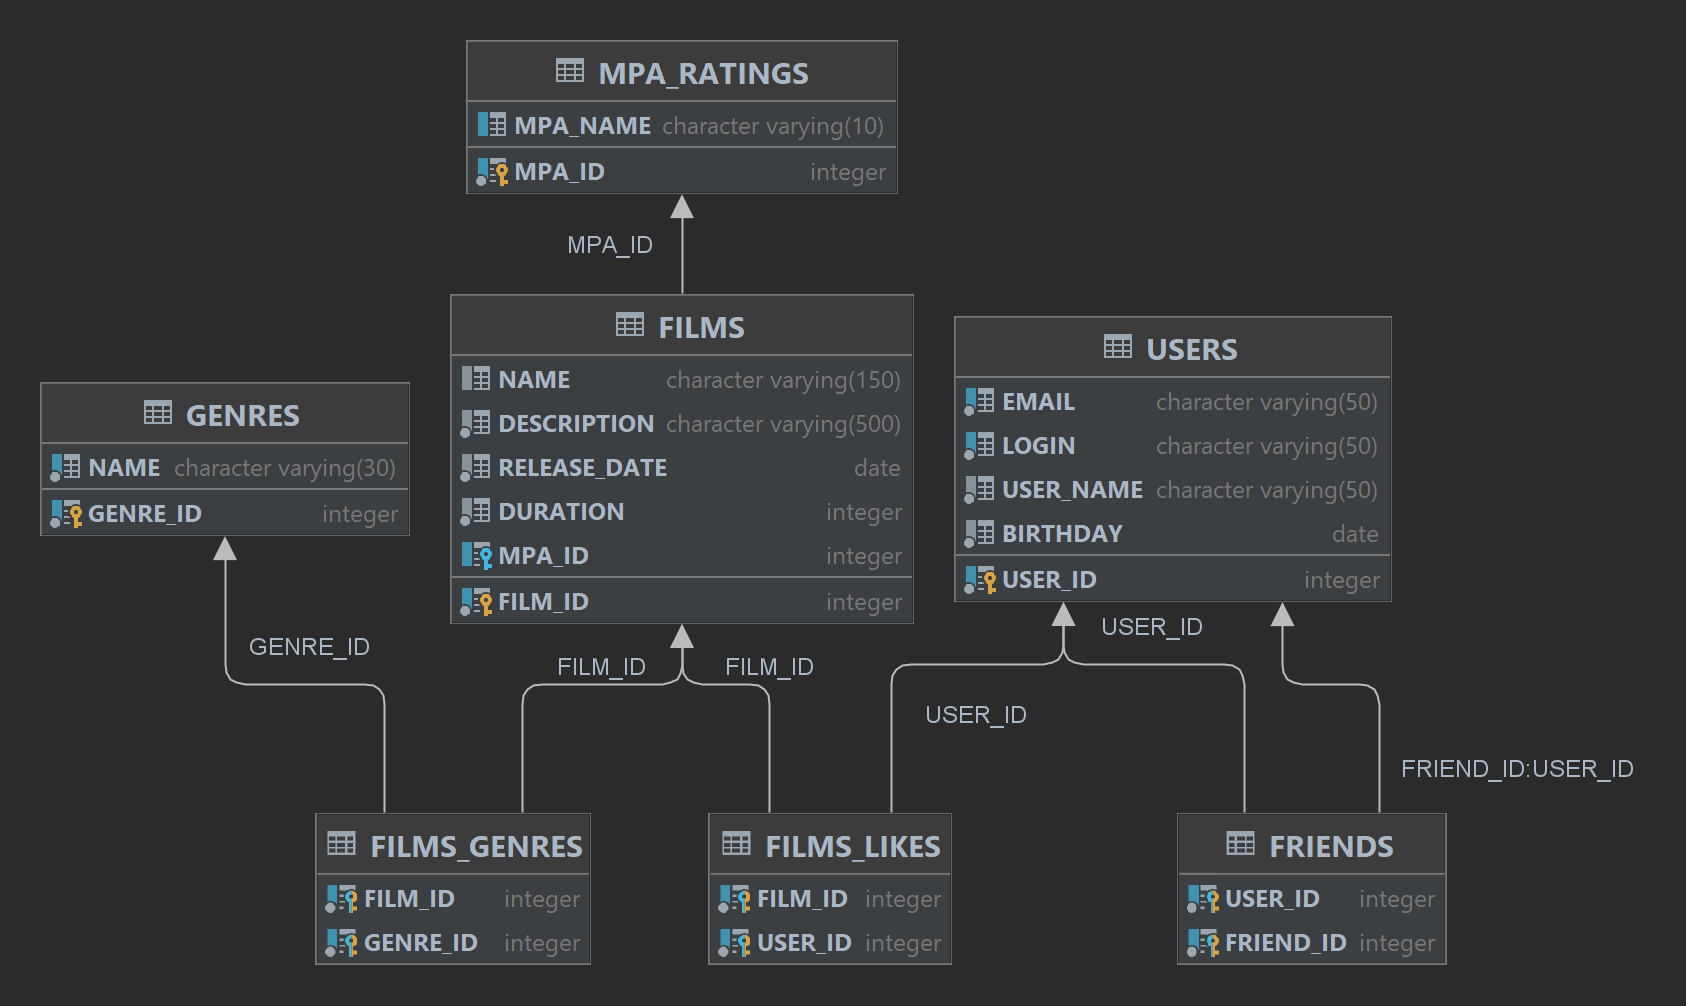 MPA_RATINGS
MPA_NAME character varying(10)
MPA_ID integer
MPA_ID
FILMS
NAME character varying(150)
DESCRIPTION character varying(500)
RELEASE_DATE date
DURATION integer
MPA_ID integer
FILM_ID integer
USERS
EMAIL character varying(50)
LOGIN character varying(50)
USER_NAME character varying(50)
BIRTHDAY date
USER_ID integer
GENRES
NAME character varying(30)
GENRE_ID integer
GENRE_ID
FILM_ID
FILM_ID
USER_ID
USER_ID
FRIEND_ID:USER_ID
FILMS_GENRES
FILM_ID integer
GENRE_ID integer
FILMS_LIKES
FILM_ID integer
USER_ID integer
FRIENDS
USER_ID integer
FRIEND_ID integer